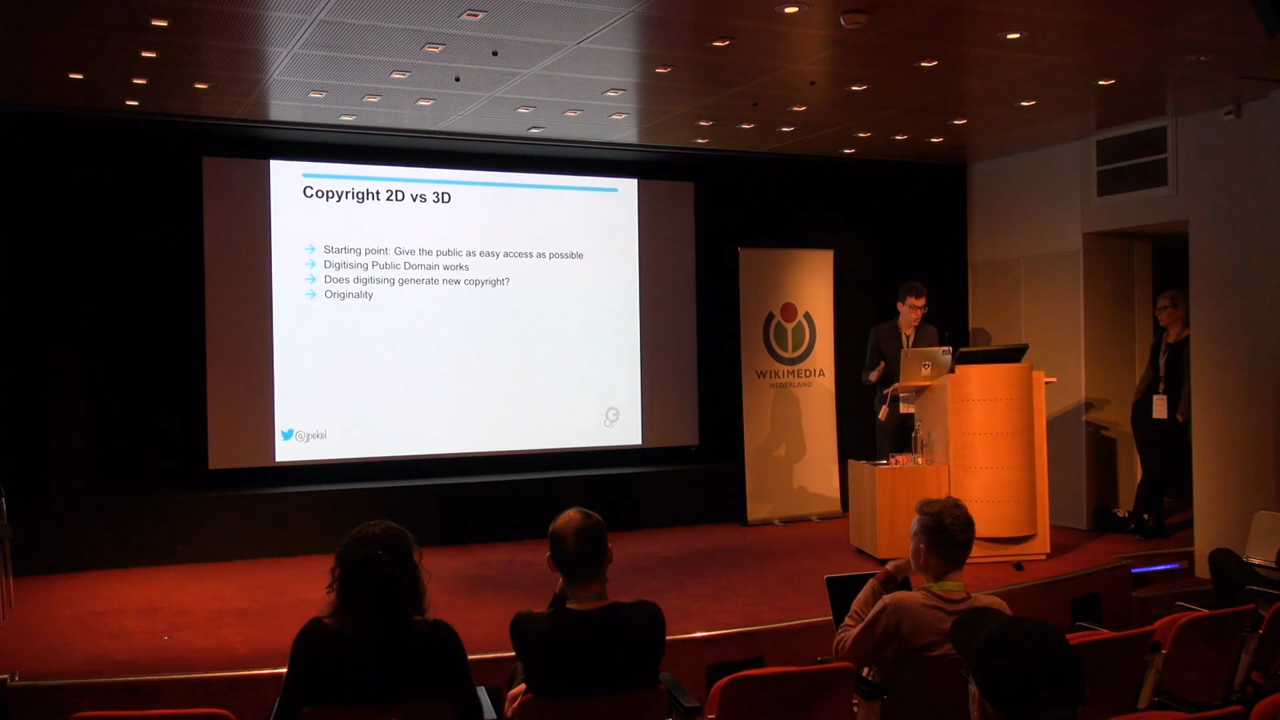 Copyright 2D vs 3D
Starting point: Give the public as easy access as possible
Digitising Public Domain works
Does digitising generate new copyright?
Originality
@jpekel
WIKIMEDIA
NEDERLAND